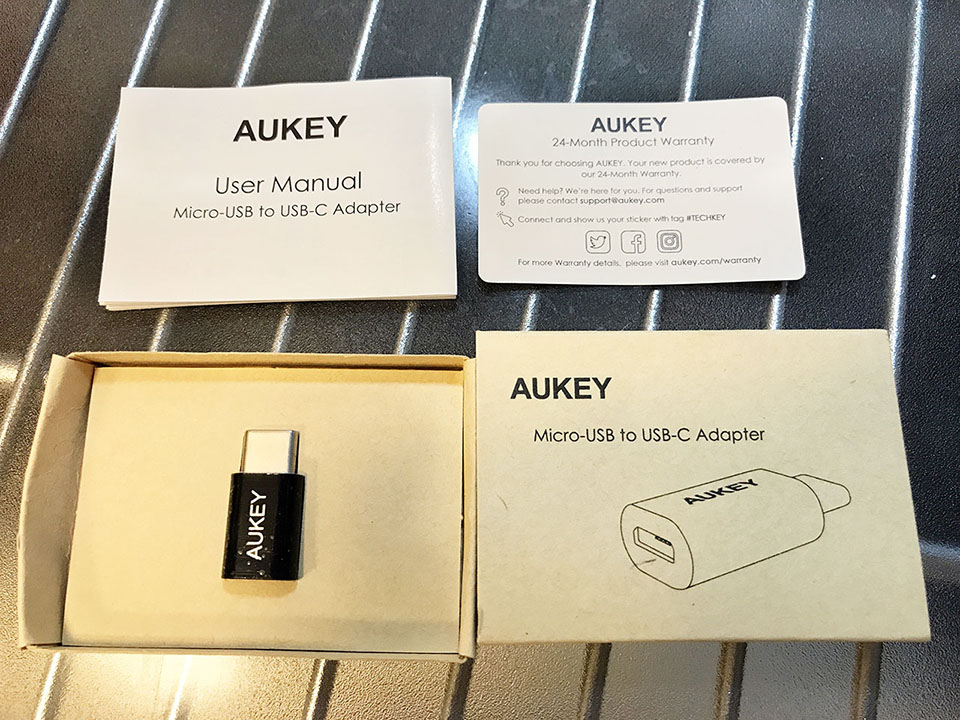 AUKEY
User Manual
Micro-USB to USB-C Adapter
AUKEY
24-Month Product Warranty
Thank you for choosing AUKEY. Your new product is covered by
our 24-Month Warranty.
Need help? We're here for you. For questions and support
please contact support@aukey.com
Connect and show us your sticker with tag #TECHKEY
For more Warranty details, please visit aukey.com/warranty
AUKEY
AUKEY
Micro-USB to USB-C Adapter
AUKEY